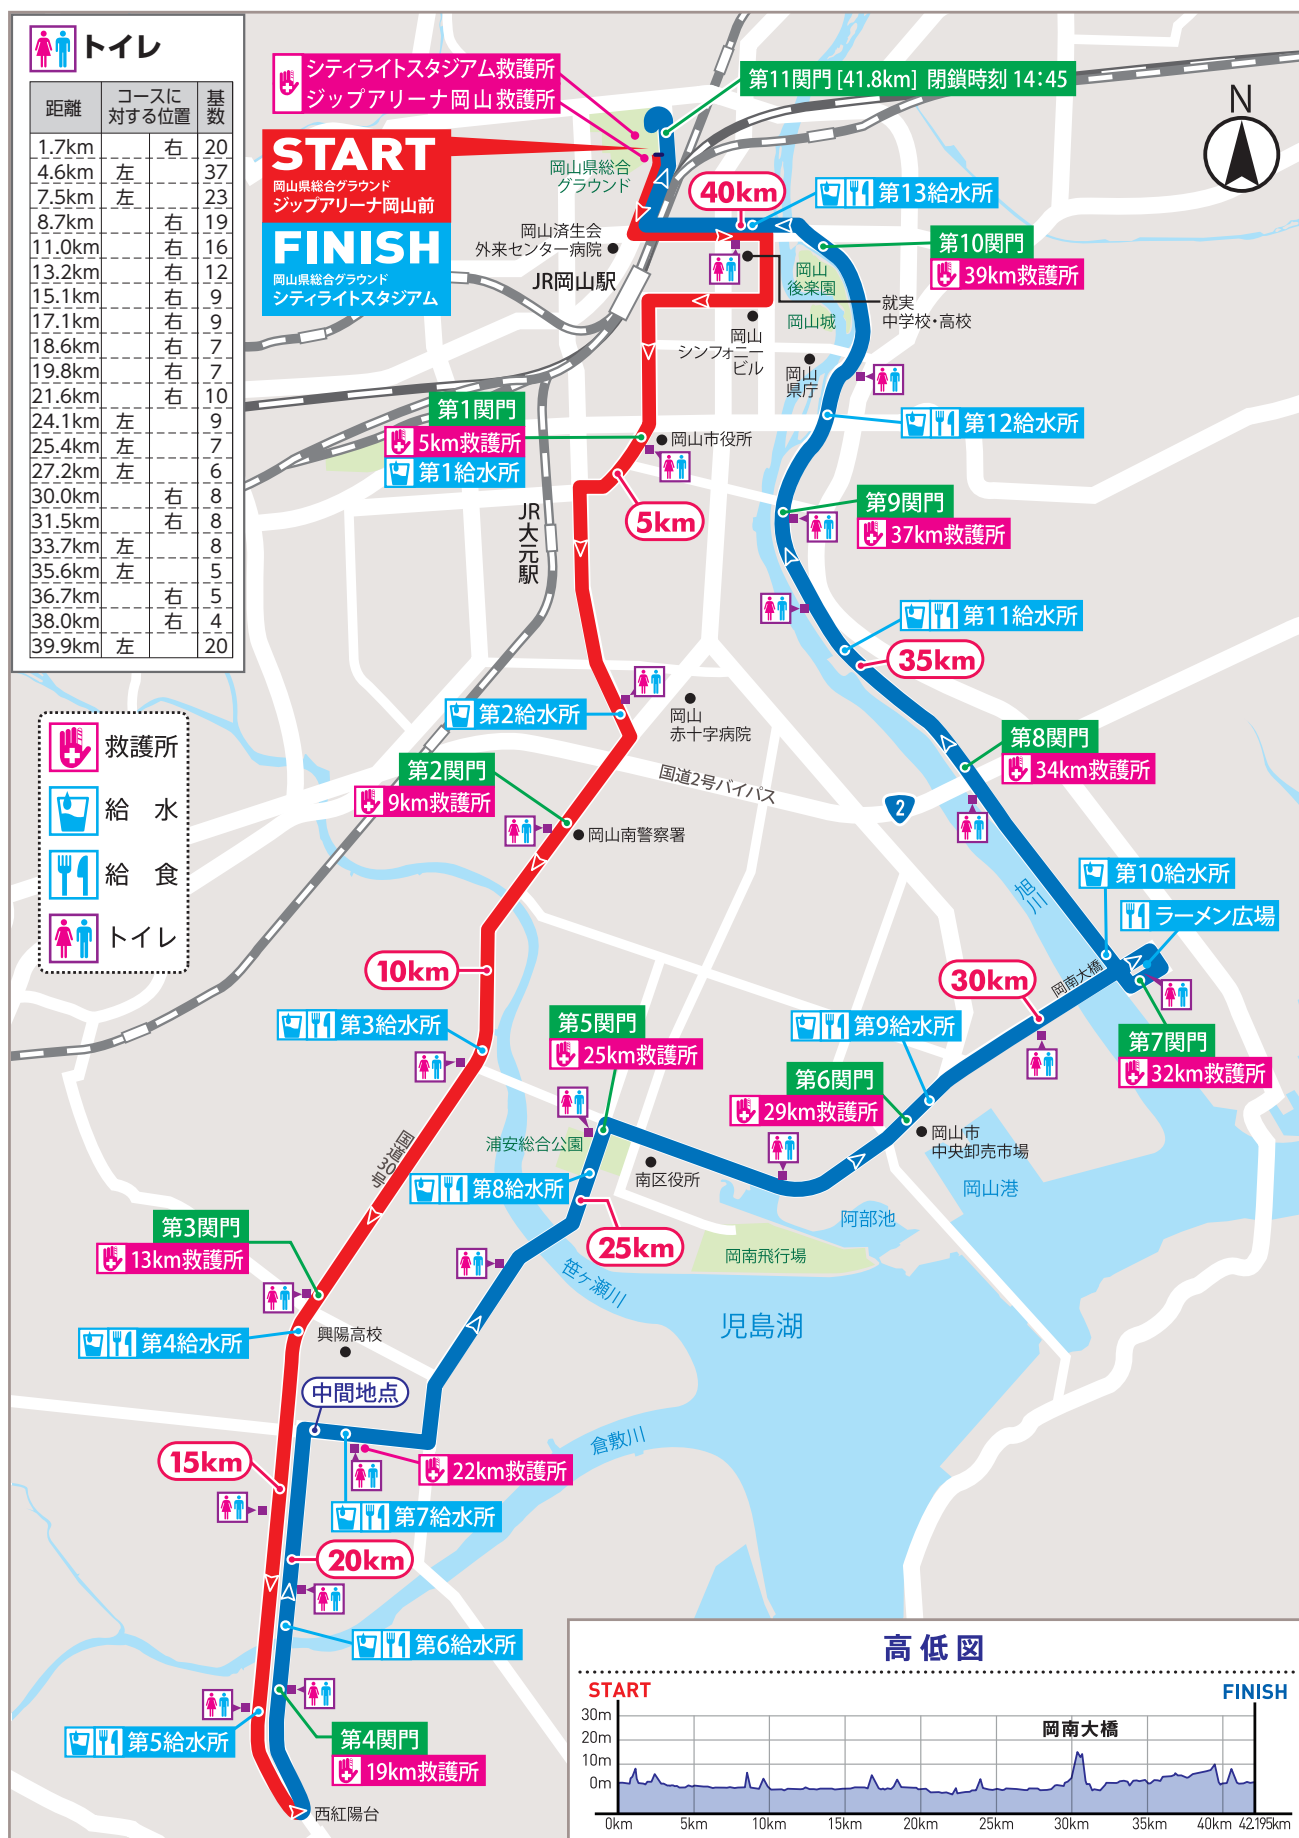 トイレ
距離 コースに対する位置 基数
1.7km 右 20
4.6km 左 37
7.5km 左 23
8.7km 右 19
11.0km 右 16
13.2km 右 12
15.1km 右 9
17.1km 右 9
18.6km 右 7
19.8km 右 7
21.6km 右 10
24.1km 左 9
25.4km 左 7
27.2km 左 6
30.0km 右 8
31.5km 右 8
33.7km 左 8
35.6km 左 5
36.7km 右 5
38.0km 右 4
39.9km 左 20
救護所
給 水
給 食
トイレ
シティライトスタジアム救護所
ジップアリーナ岡山 救護所
第11関門 [41.8km] 閉鎖時刻 14:45
N
START
岡山県総合グラウンド
ジップアリーナ岡山前
FINISH
岡山県総合グラウンド
シティライトスタジアム
岡山県総合
グラウンド
40km
第13給水所
岡山済生会
外来センター病院
JR岡山駅
第10関門
39km救護所
岡山
後楽園
岡山城
就実
中学校・高校
岡山
シンフォニー
ビル
岡山
県庁
第1関門
5km救護所
第1給水所
岡山市役所
第12給水所
5km
JR大元駅
第9関門
37km救護所
第11給水所
35km
第2給水所
岡山
赤十字病院
第8関門
34km救護所
第2関門
9km救護所
国道2号バイパス
2
岡山南警察署
旭川
第10給水所
ラーメン広場
10km
岡南大橋
30km
第3給水所
第5関門
25km救護所
第9給水所
第7関門
32km救護所
第6関門
29km救護所
国道30号
浦安総合公園
岡山市
中央卸売市場
南区役所
第8給水所
岡山港
阿部池
第3関門
13km救護所
25km
岡南飛行場
笹ヶ瀬川
児島湖
第4給水所
興陽高校
中間地点
倉敷川
15km
22km救護所
第7給水所
20km
第6給水所
第5給水所
第4関門
19km救護所
西紅陽台
高低図
START
FINISH
岡南大橋
30m
20m
10m
0m
0km 5km 10km 15km 20km 25km 30km 35km 40km 42.195km